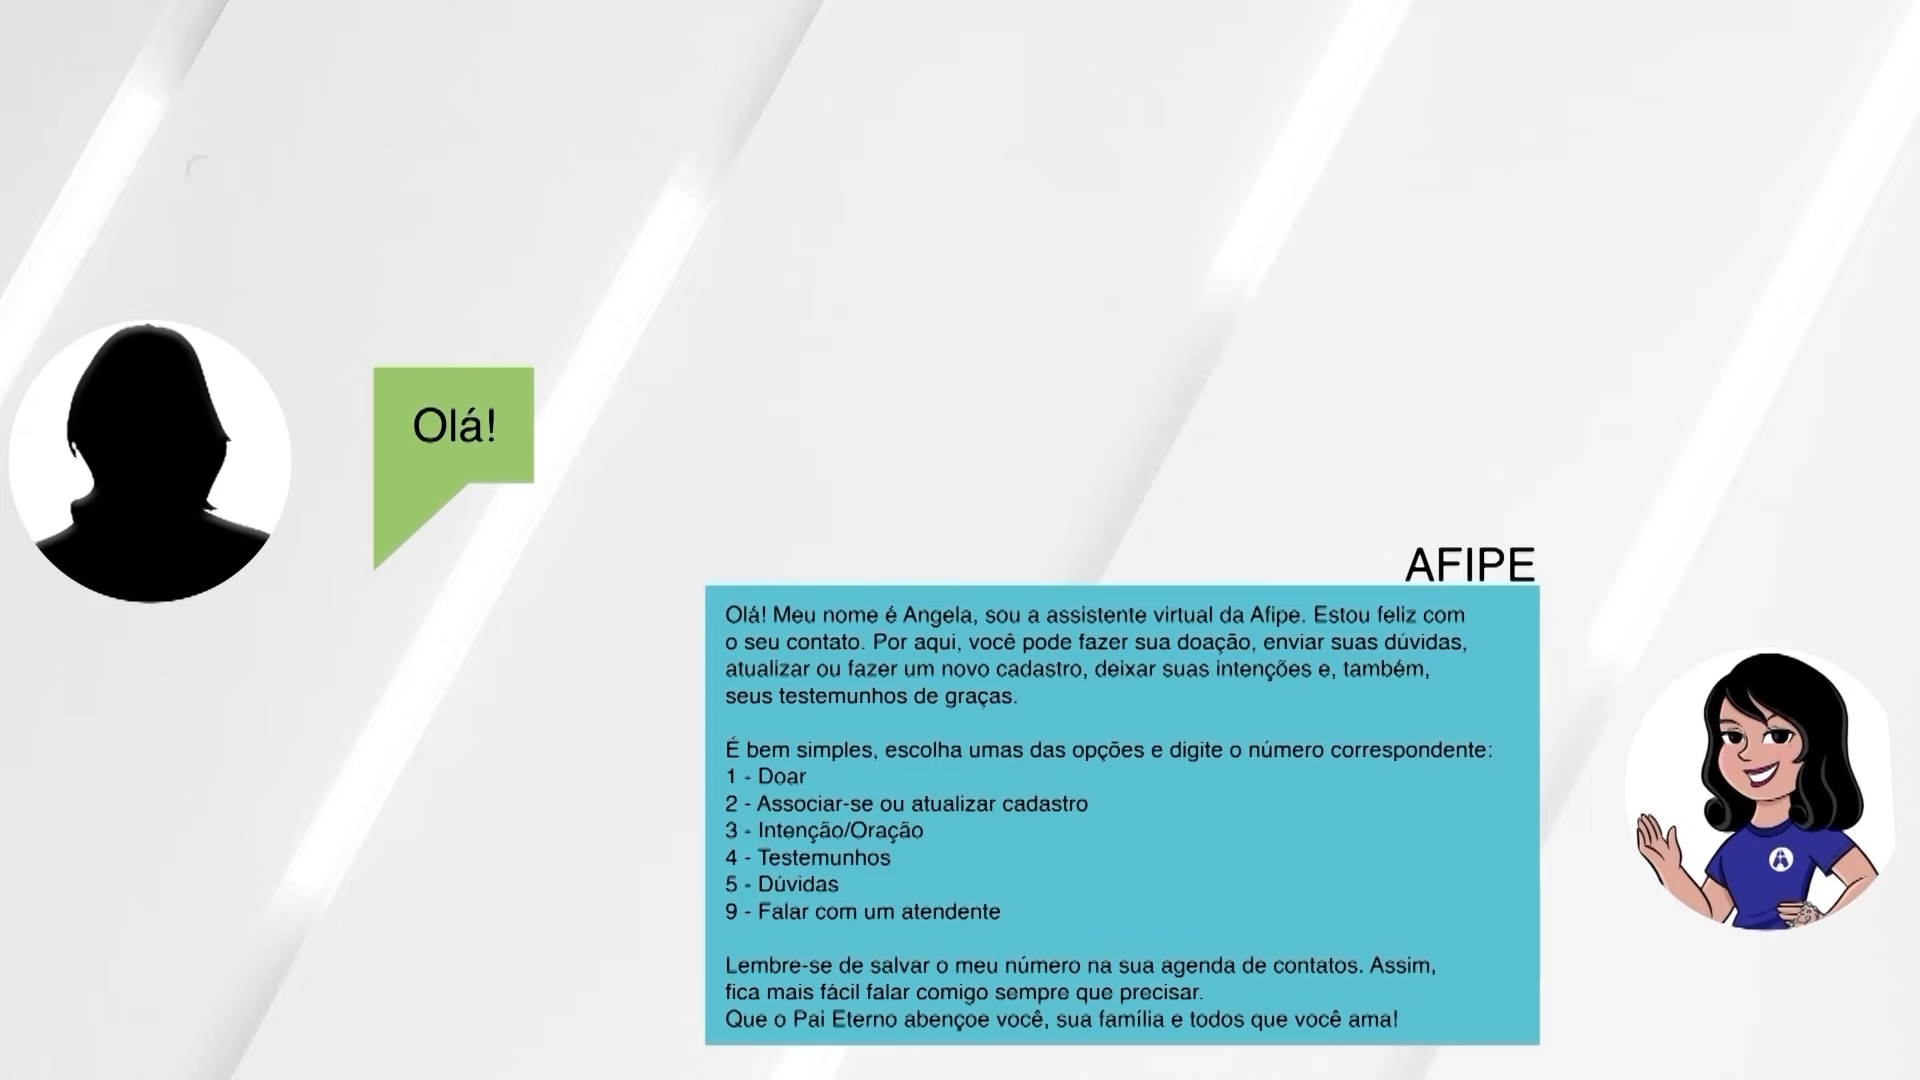 Olá!
AFIPE
Olá! Meu nome é Angela, sou a assistente virtual da Afipe. Estou feliz com
o seu contato. Por aqui, você pode fazer sua doação, enviar suas dúvidas,
atualizar ou fazer um novo cadastro, deixar suas intenções e, também,
seus testemunhos de graças.
É bem simples, escolha umas das opções e digite o número correspondente:
1 - Doar
2 - Associar-se ou atualizar cadastro
3 - Intenção/Oração
4 - Testemunhos
5 - Dúvidas
9 - Falar com um atendente
Lembre-se de salvar o meu número na sua agenda de contatos. Assim,
fica mais fácil falar comigo sempre que precisar.
Que o Pai Eterno abençoe você, sua família e todos que você ama!